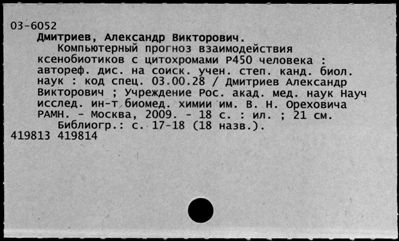 03-6052
Дмитриев, Александр Викторович.
Компьютерный прогноз взаимодействия
ксенобиотиков с цитохромами P450 человека :
автореф. дис. на соиск. учен. степ. канд. биол.
наук : код спец. 03.00.28 / Дмитриев Александр
Викторович ; Учреждение Рос. акад. мед. наук Науч
исслед. ин-т биомед. химии им. В. Н. Ореховича
РАМН. - Москва, 2009. - 18 с. : ил. ; 21 см.
Библиогр.: с. 17-18 (18 назв.).
419813 419814